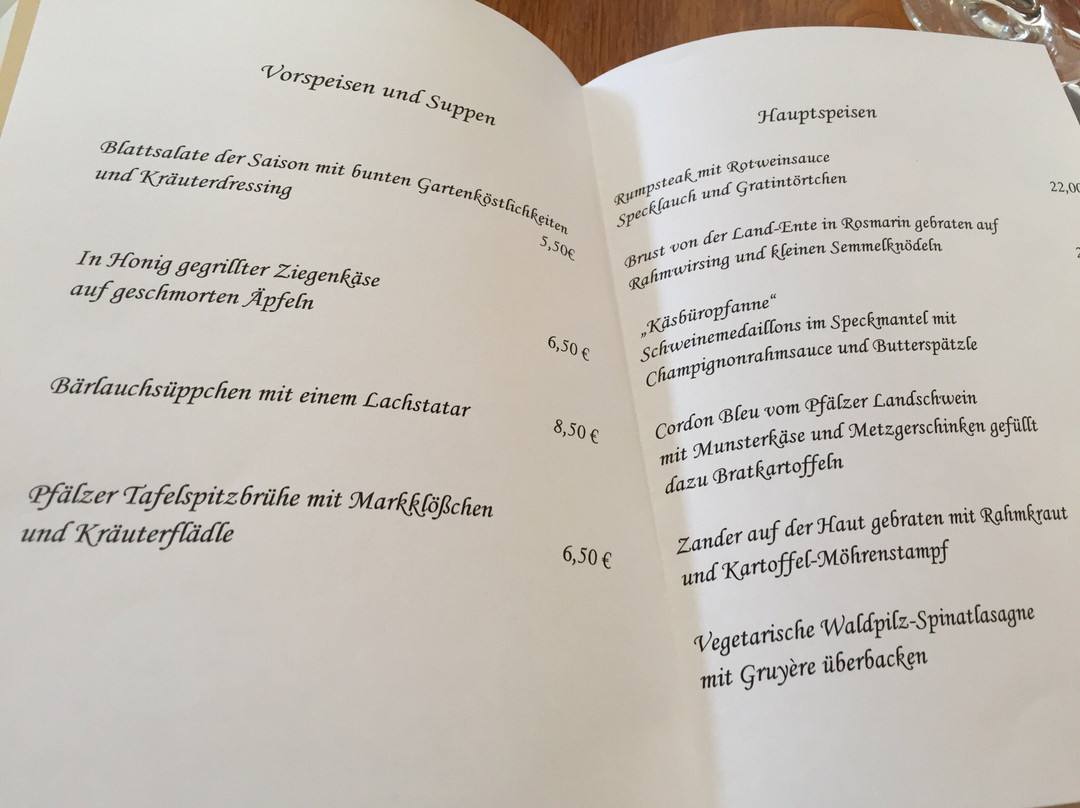 Vorspeisen und Suppen
Blattsalate der Saison mit bunten Gartenköstlichkeiten
und Kräuterdressing
5,50€
In Honig gegrillter Ziegenkäse
auf geschmorten Äpfeln
6,50 €
Bärlauchsüppchen mit einem Lachstatar
8,50 €
Pfälzer Tafelspitzbrühe mit Markklößchen
und Kräuterflädle
6,50 €
Hauptspeisen
Rumpsteak mit Rotweinsauce
Specklauch und Gratintörtchen
22,00
Brust von der Land-Ente in Rosmarin gebraten auf
Rahmwirsing und kleinen Semmelknödeln
„Käsbüropfanne“
Schweinemedaillons im Speckmantel mit
Champignonrahmsauce und Butterspätzle
Cordon Bleu vom Pfälzer Landschwein
mit Munsterkäse und Metzgerschinken gefüllt
dazu Bratkartoffeln
Zander auf der Haut gebraten mit Rahmkraut
und Kartoffel-Möhrenstampf
Vegetarische Waldpilz-Spinatlasagne
mit Gruyère überbacken